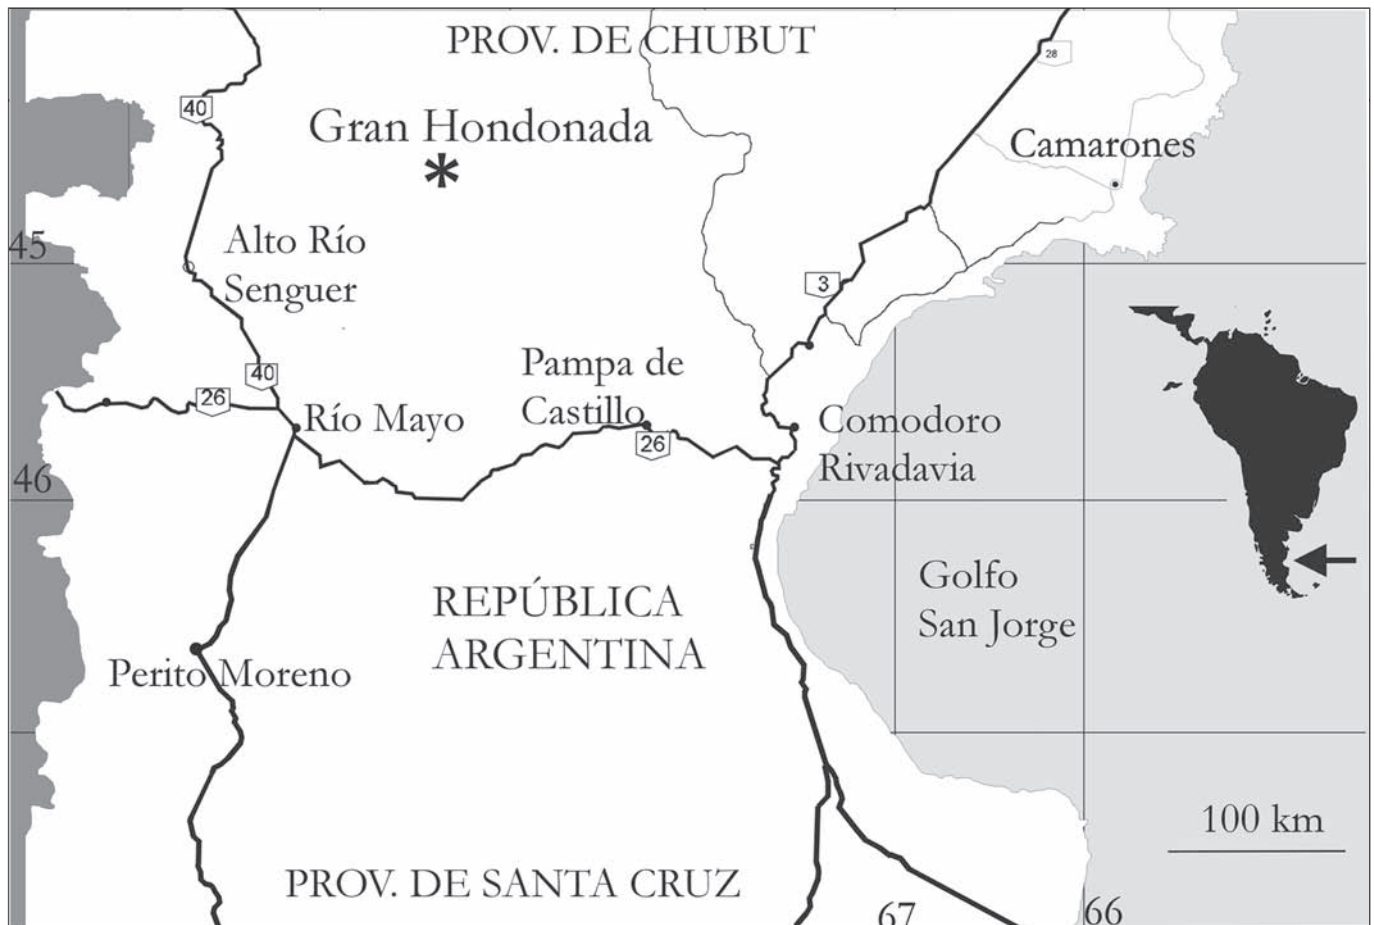 PROV. DE CHUBUT
28
40
Gran Hondonada
*
Camarones
45
Alto Río
Senguer
3
40
26
Pampa de
Castillo
Río Mayo
26
Comodoro
Rivadavia
46
REPÚBLICA
ARGENTINA
Golfo
San Jorge
Perito Moreno
100 km
PROV. DE SANTA CRUZ
67
66